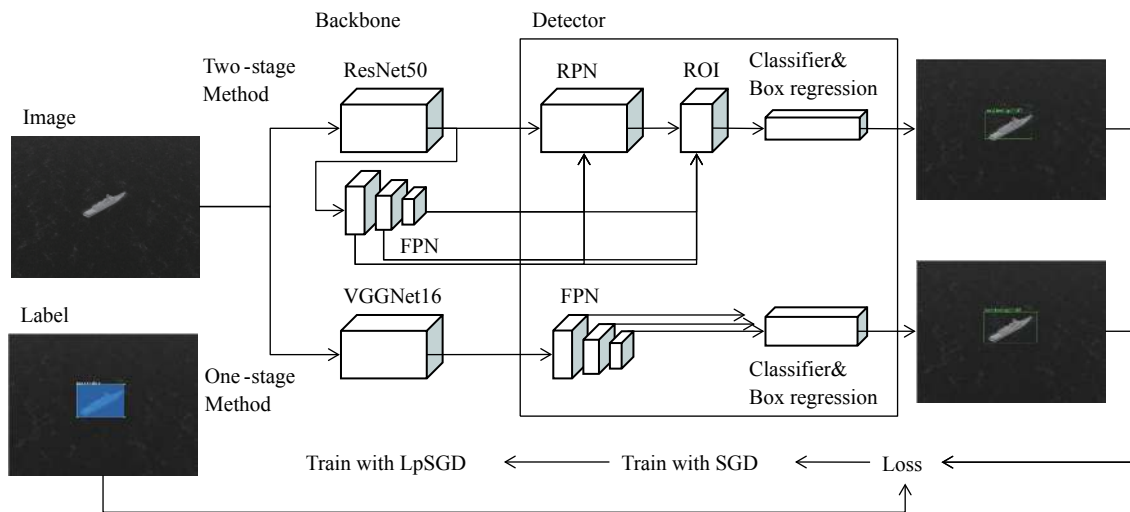 Backbone
Detector
Two-stage
Method
ResNet50
RPN
ROI
Classifier&
Box regression
Image
FPN
VGGNet16
FPN
Label
One-stage
Method
Classifier&
Box regression
Train with LpSGD
Train with SGD
Loss